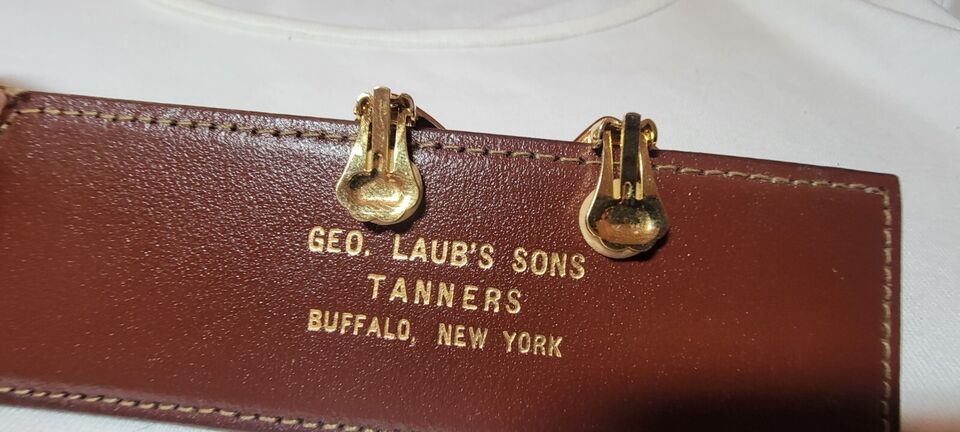 GEO. LAUB'S SONS
TANNERS
BUFFALO, NEW YORK